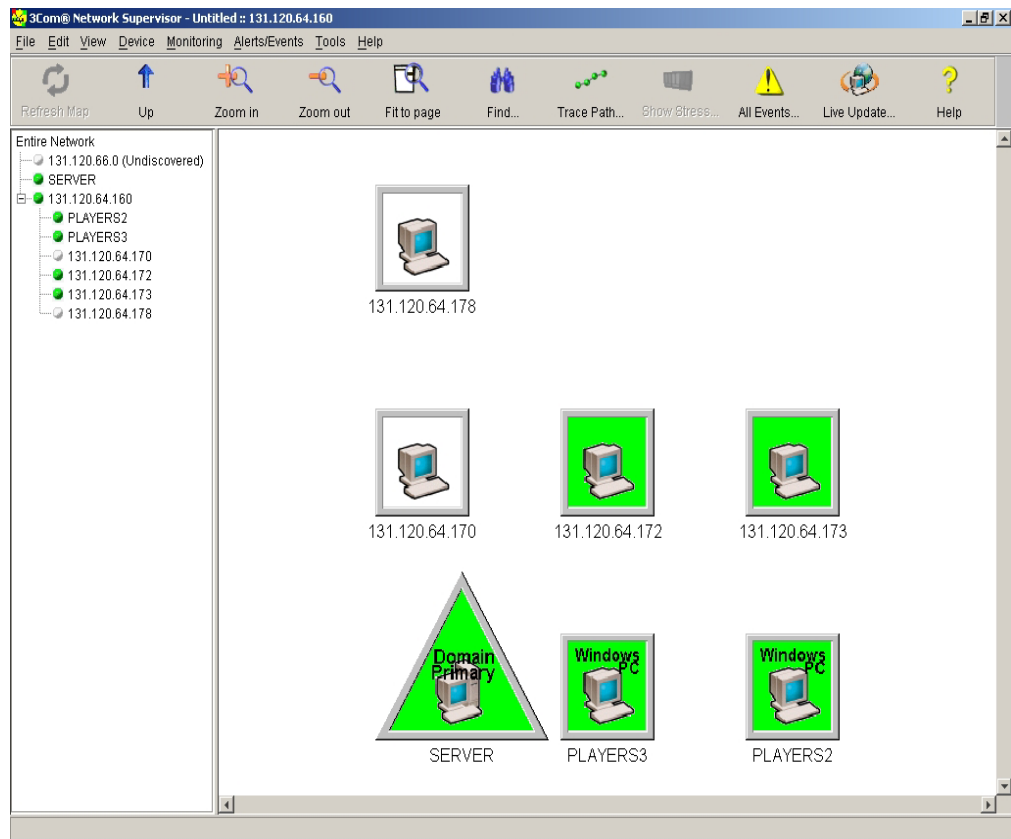 3Com® Network Supervisor - Untitled :: 131.120.64.160
File Edit View Device Monitoring Alerts/Events Tools Help
Refresh Map Up Zoom in Zoom out Fit to page Find... Trace Path... Show Stress... All Events... Live Update... Help
Entire Network
131.120.66.0 (Undiscovered)
SERVER
131.120.64.160
PLAYERS2
PLAYERS3
131.120.64.170
131.120.64.172
131.120.64.173
131.120.64.178
131.120.64.178
131.120.64.170 131.120.64.172 131.120.64.173
Domain
Primary
Windows
PC
Windows
PC
SERVER PLAYERS3 PLAYERS2